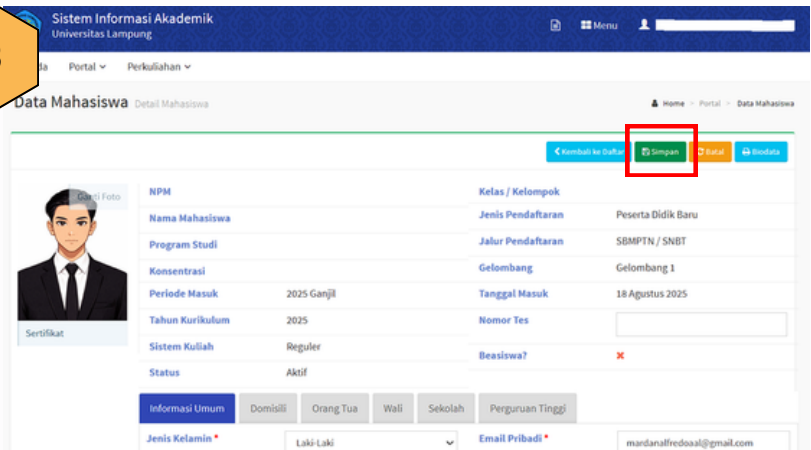 Sistem Informasi Akademik
Universitas Lampung
Menu
Portal
Perkuliahan
Data Mahasiswa Detail Mahasiswa
Home > Portal > Data Mahasiswa
Kembali ke Daftar
Simpan
Batal
Biodata
Ganti Foto
Sertifikat
NPM
Nama Mahasiswa
Program Studi
Konsentrasi
Periode Masuk 2025 Ganjil
Tahun Kurikulum 2025
Sistem Kuliah Reguler
Status Aktif
Kelas / Kelompok
Jenis Pendaftaran Peserta Didik Baru
Jalur Pendaftaran SBMPTN / SNBT
Gelombang Gelombang 1
Tanggal Masuk 18 Agustus 2025
Nomor Tes
Beasiswa?
Informasi Umum Domisili Orang Tua Wali Sekolah Perguruan Tinggi
Jenis Kelamin * Laki-Laki
Email Pribadi * mardanalfredoaal@gmail.com